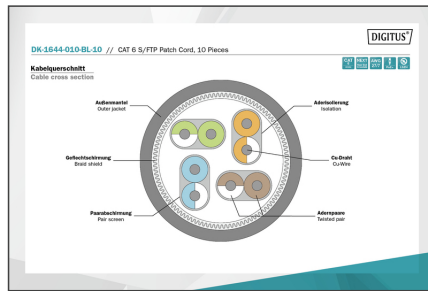 DIGITUS®
DK-1644-010-BL-10 // CAT 6 S/FTP Patch Cord, 10 Pieces
Kabelquerschnitt
Cable cross section
Außenmantel
Outer jacket
Aderisolierung
Isolation
Geflechtschirmung
Braid shield
Cu-Draht
Cu-Wire
Paarabschirmung
Pair screen
Adernpaare
Twisted pair